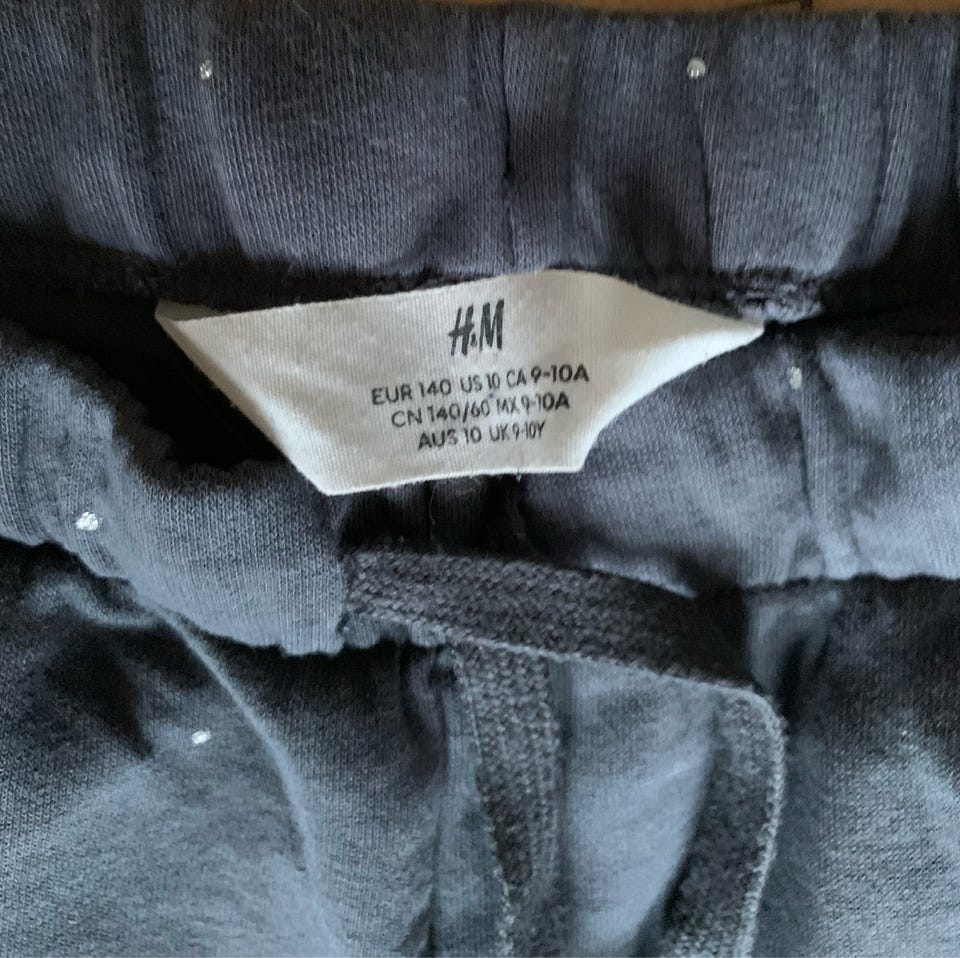 H&M
EUR 140 US 10 CA 9-10A
CN 140/60 MX 9-10A
AUS 10 UK 9-10Y